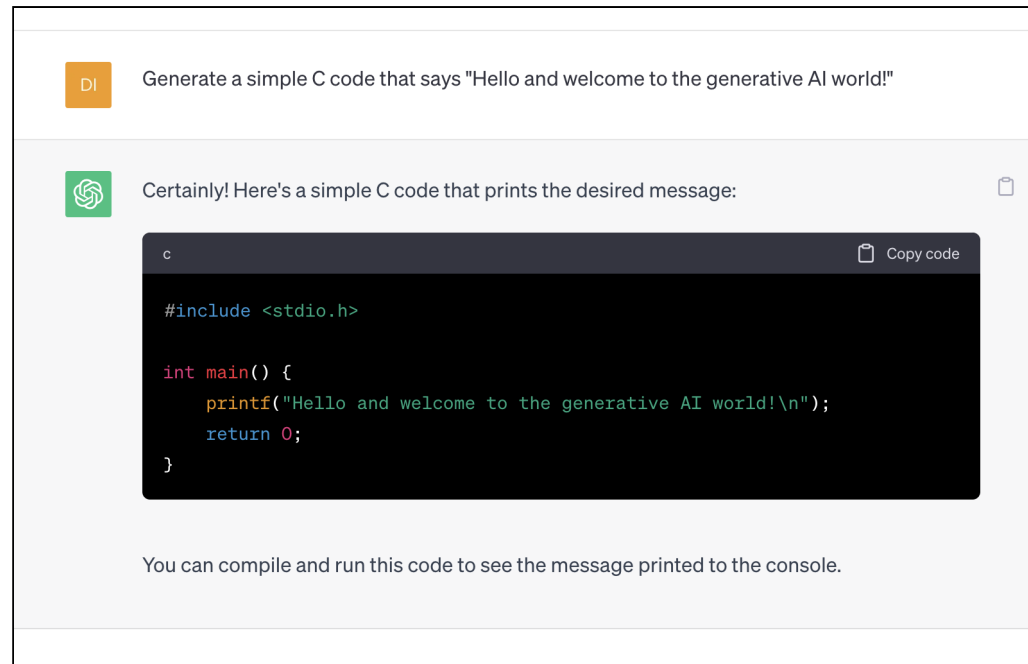 DI
Generate a simple C code that says "Hello and welcome to the generative AI world!"
Certainly! Here's a simple C code that prints the desired message:
c
Copy code
#include <stdio.h>
int main() {
    printf("Hello and welcome to the generative AI world!\n");
    return 0;
}
You can compile and run this code to see the message printed to the console.